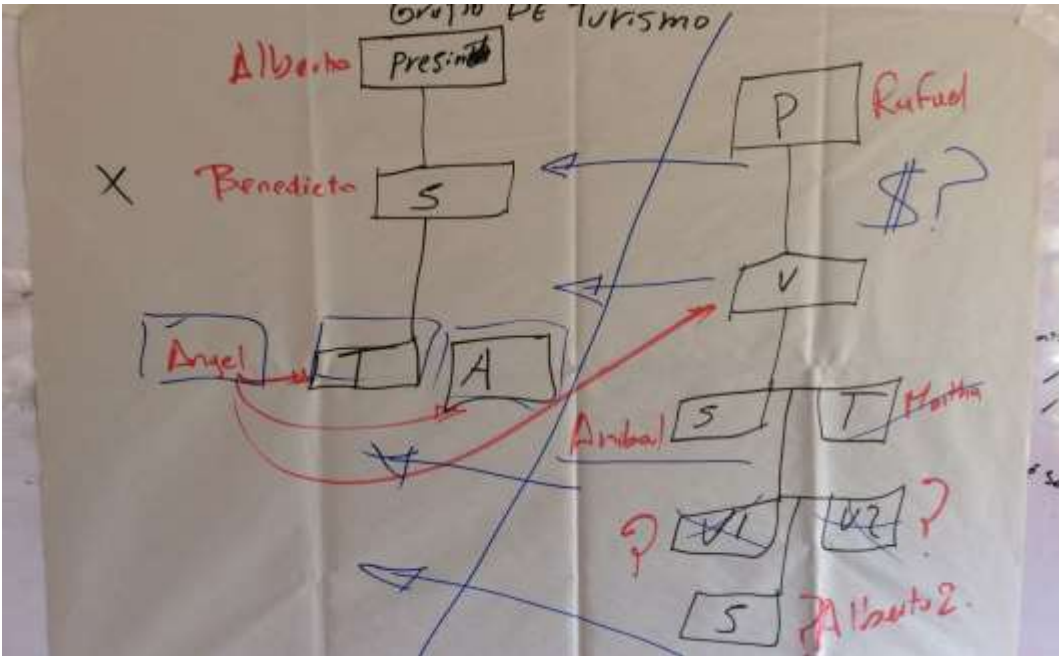 Grupo DE Turismo
Alberto
P
Rafael
X
Benedicto
S
$?
V
Angel
T
A
Anibal
S
T
Martha
?
V1
V2
?
S
?Alberto 2.